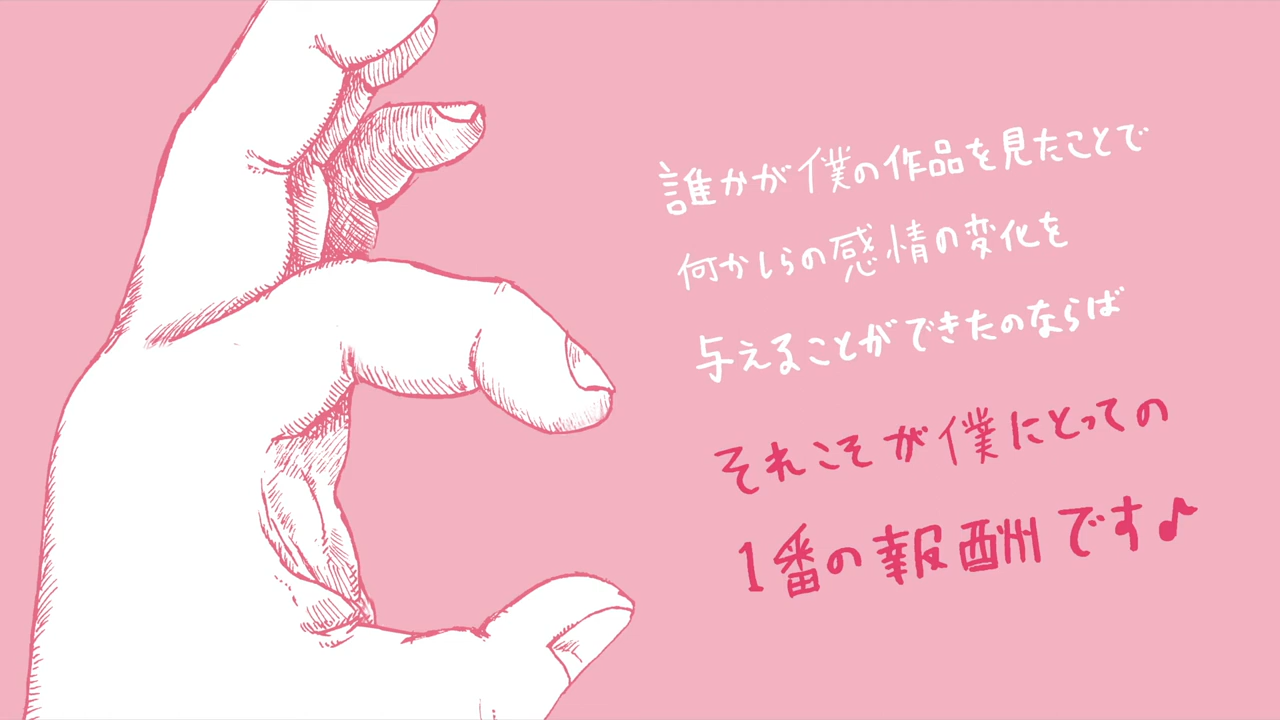 誰かが僕の作品を見たことで
何かしらの感情の変化を
与えることができたのならば
それこそが僕にとっての
1番の報酬です♪